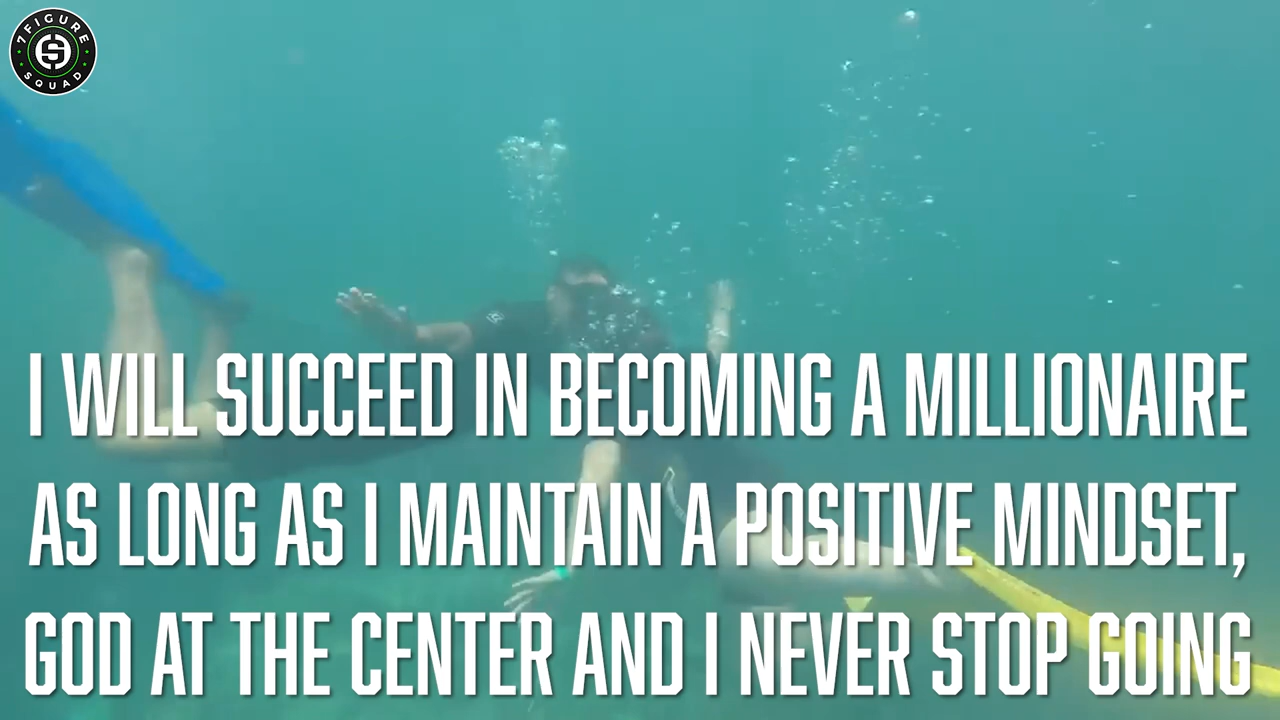 7FIGURE
SQUAD
I WILL SUCCEED IN BECOMING A MILLIONAIRE
AS LONG AS I MAINTAIN A POSITIVE MINDSET,
GOD AT THE CENTER AND I NEVER STOP GOING